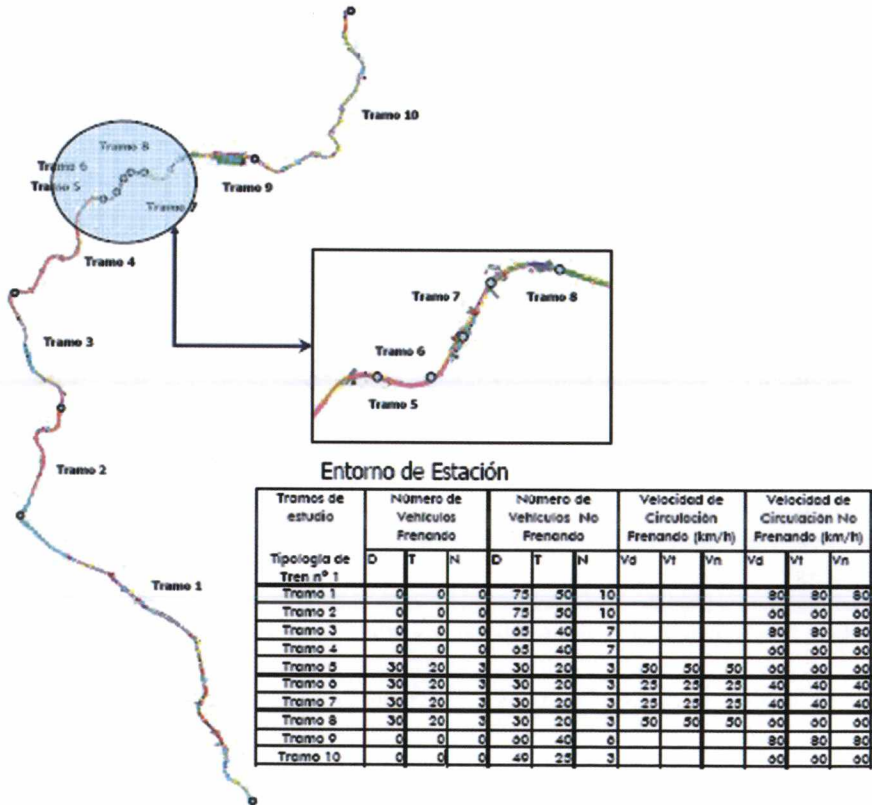 Tramo 10
Tramo 8
Tramo 6
Tramo 5
Tramo 7
Tramo 9
Tramo 4
Tramo 3
Tramo 2
Tramo 1
Tramo 7
Tramo 8
Tramo 6
Tramo 5
Entorno de Estación
Tramos de estudio Número de Vehículos Frenando Número de Vehículos No Frenando Velocidad de Circulación Frenando (km/h) Velocidad de Circulación No Frenando (km/h)
Tipología de Tren nº 1 D T N D T N Vd Vt Vn Vd Vt Vn
Tramo 1 0 0 0 75 50 10 80 80 80
Tramo 2 0 0 0 75 50 10 60 60 60
Tramo 3 0 0 0 65 40 7 80 80 80
Tramo 4 0 0 0 65 40 7 60 60 60
Tramo 5 30 20 3 30 20 3 50 50 50 60 60 60
Tramo 6 30 20 3 30 20 3 25 25 25 40 40 40
Tramo 7 30 20 3 30 20 3 25 25 25 40 40 40
Tramo 8 30 20 3 30 20 3 50 50 50 60 60 60
Tramo 9 0 0 0 60 40 6 80 80 80
Tramo 10 0 0 0 25 3 60 60 60